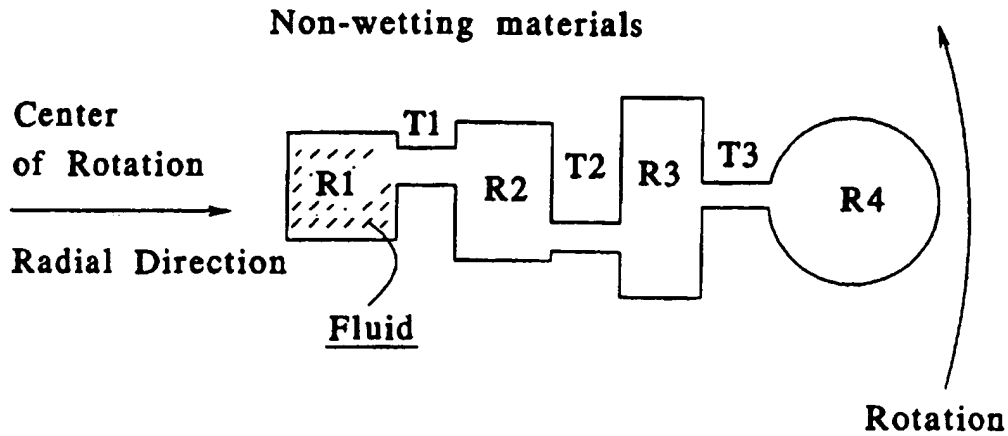 Non-wetting materials
Center
of Rotation
Radial Direction
R1
T1
R2
T2
R3
T3
R4
Fluid
Rotation